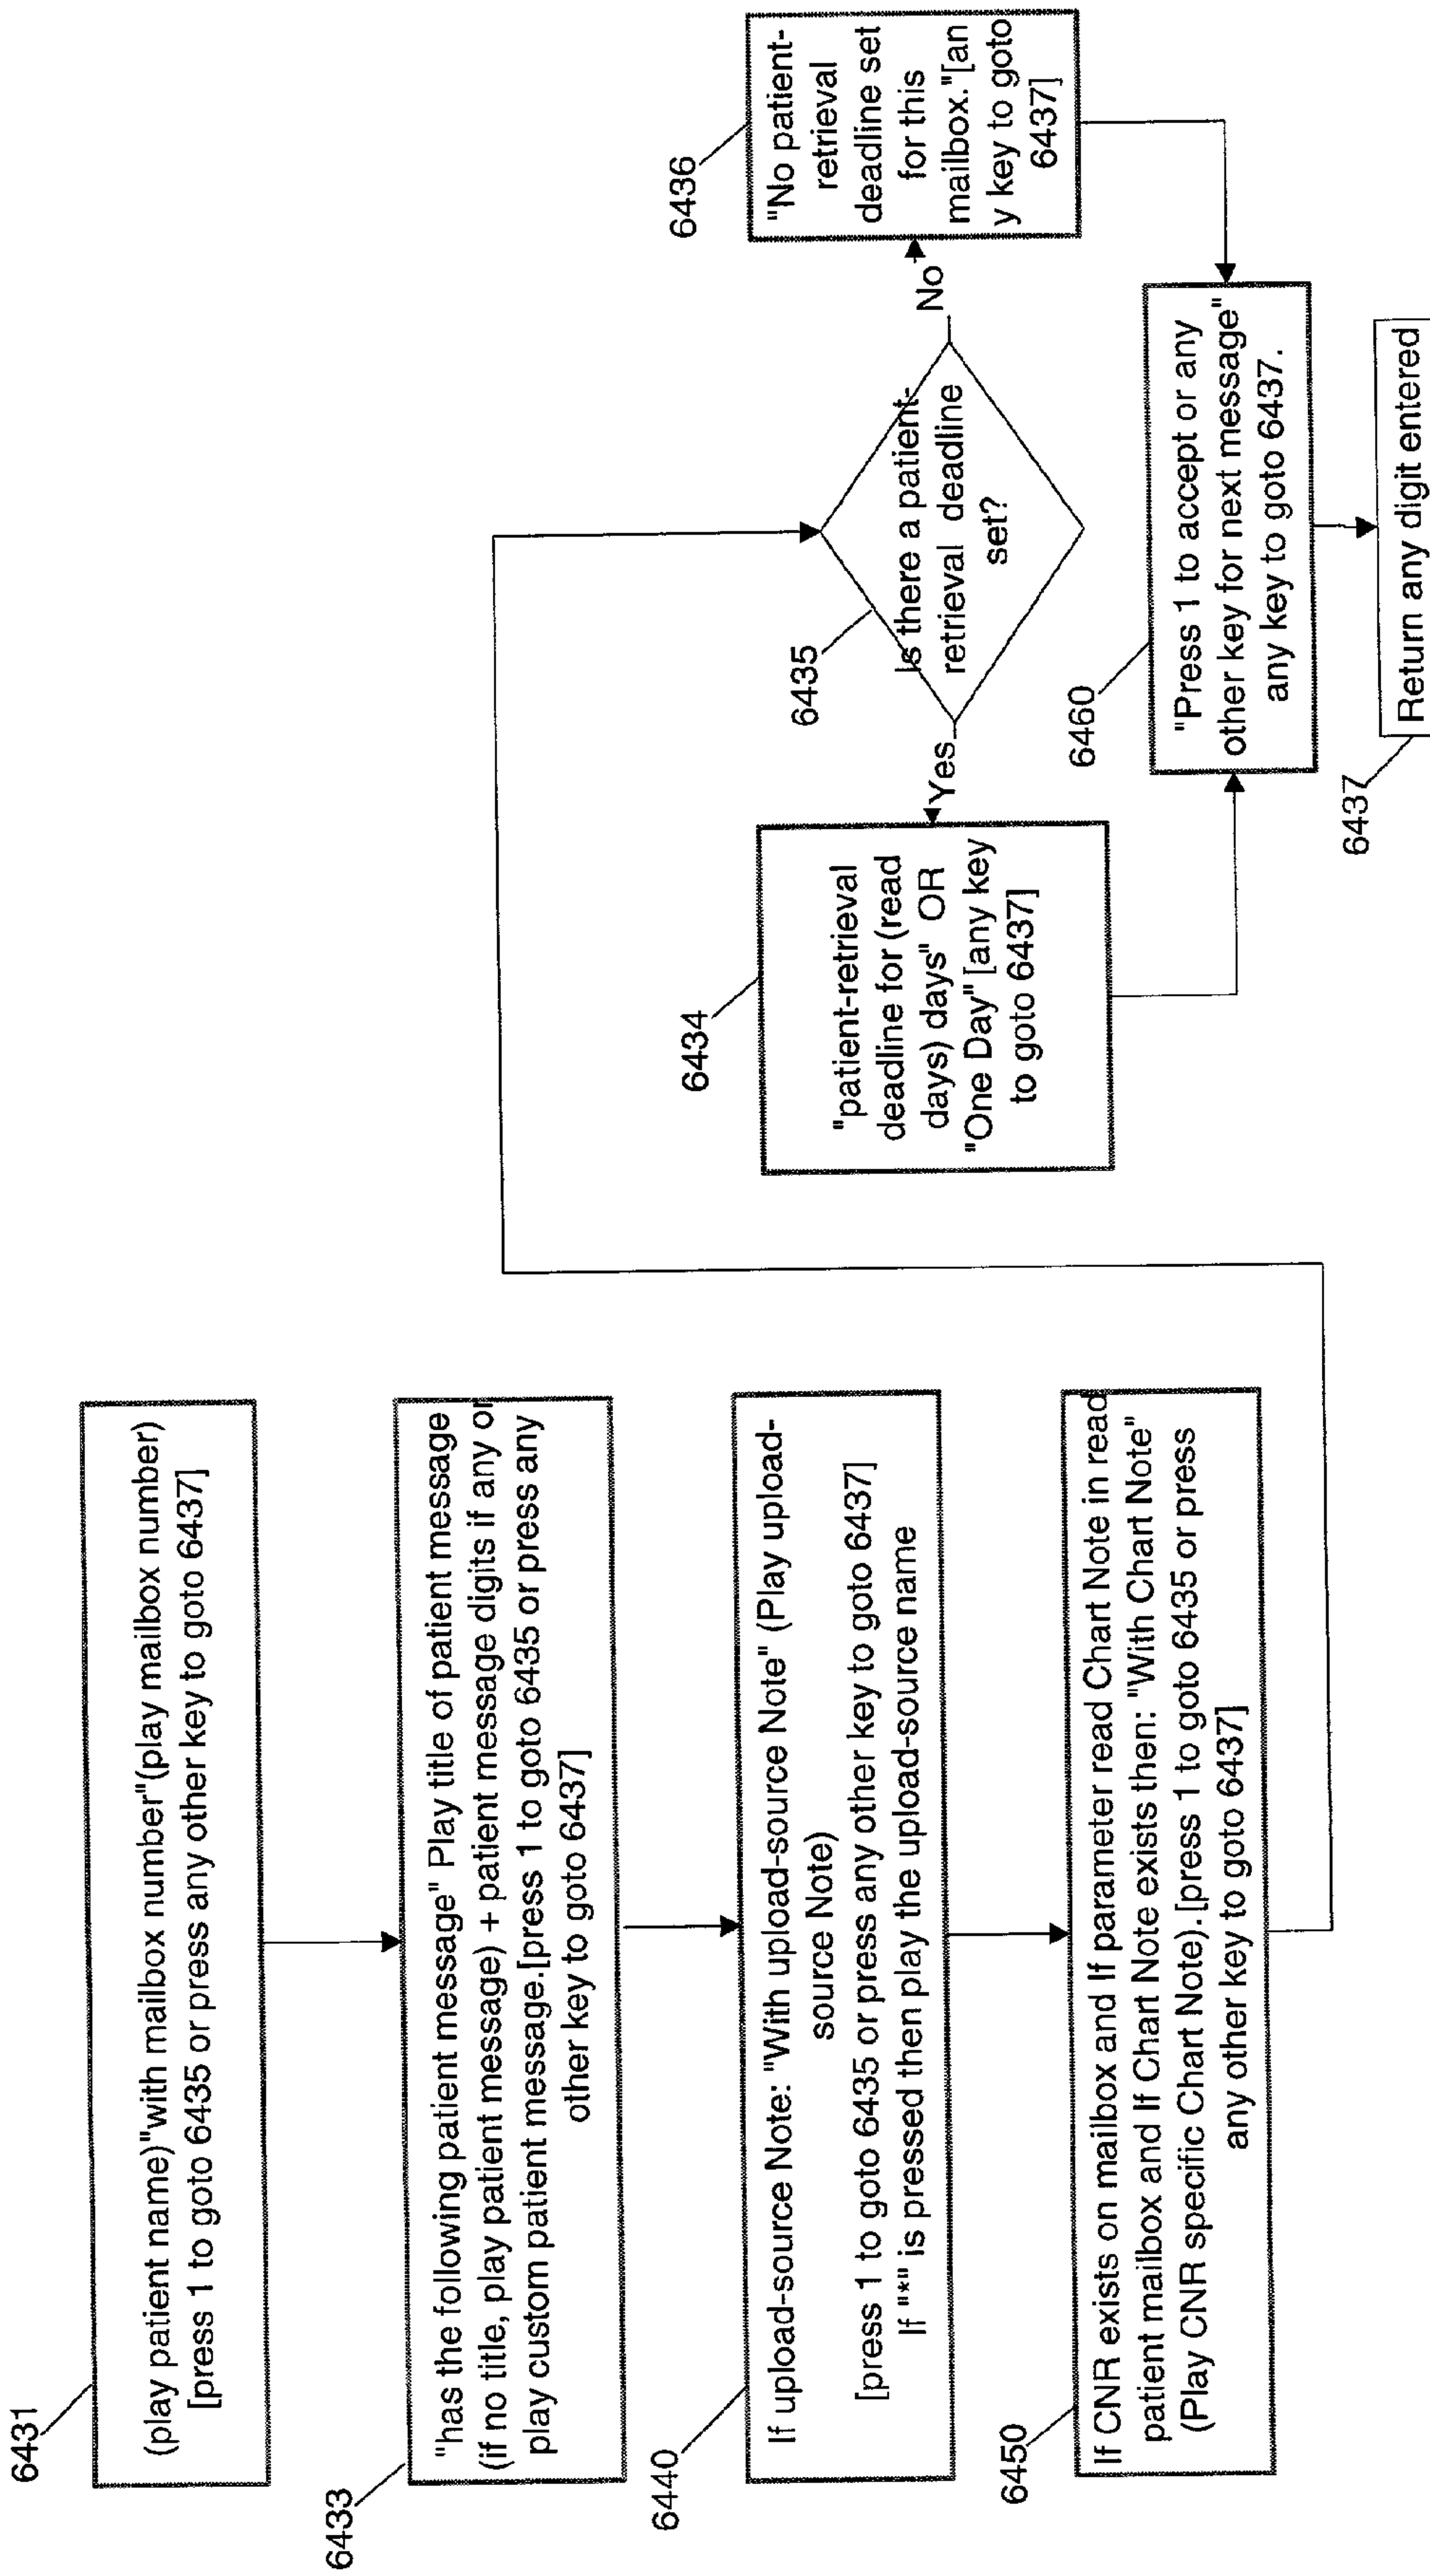 6431
(play patient name)"with mailbox number"(play mailbox number)
[press 1 to goto 6435 or press any other key to goto 6437]
6433
"has the following patient message" Play title of patient message
(if no title, play patient message) + patient message digits if any or
play custom patient message.[press 1 to goto 6435 or press any
other key to goto 6437]
6440
If upload-source Note: "With upload-source Note" (Play upload-
source Note)
[press 1 to goto 6435 or press any other key to goto 6437]
If "*" is pressed then play the upload-source name
6450
If CNR exists on mailbox and If parameter read Chart Note in read
patient mailbox and If Chart Note exists then: "With Chart Note"
(Play CNR specific Chart Note).[press 1 to goto 6435 or press
any other key to goto 6437]
6435
Is there a patient-
retrieval deadline
set?
Yes
No
6434
"patient-retrieval
deadline for (read
days) days" OR
"One Day" [any key
to goto 6437]
6436
"No patient-
retrieval
deadline set
for this
mailbox."[an
y key to goto
6437]
6460
"Press 1 to accept or any
other key for next message"
any key to goto 6437.
6437
Return any digit entered